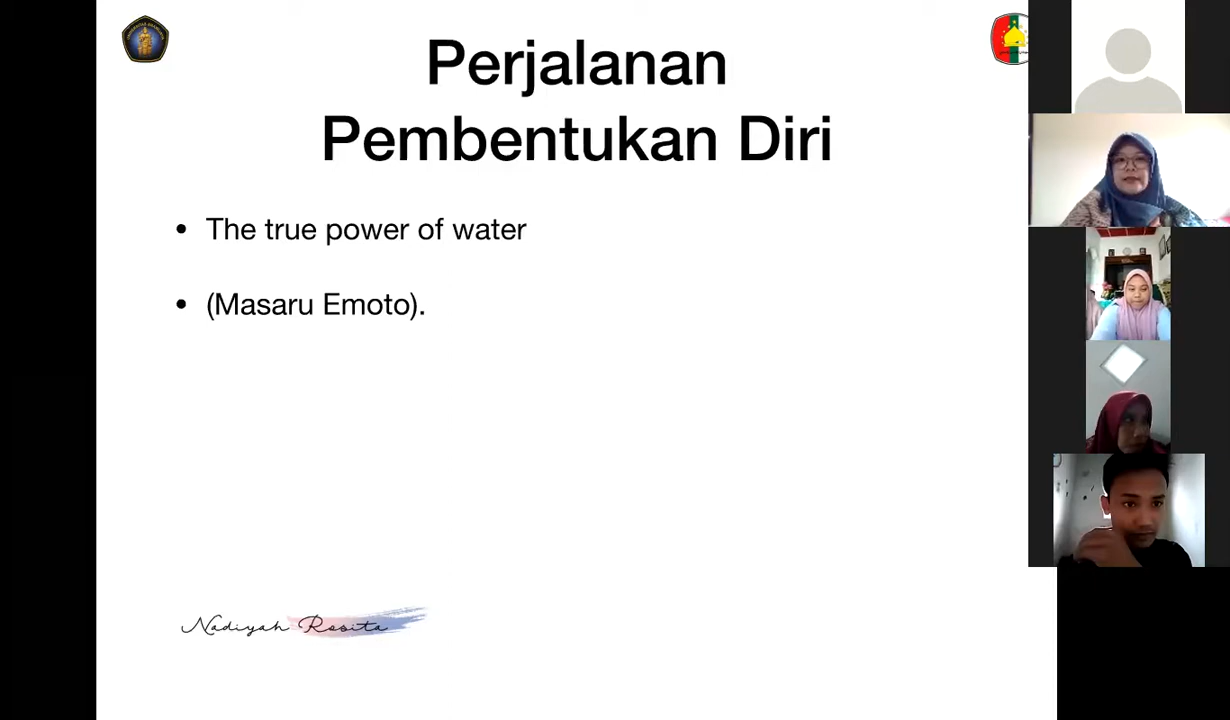 Perjalanan
Pembentukan Diri
• The true power of water
• (Masaru Emoto).
Nadiyah Rosita